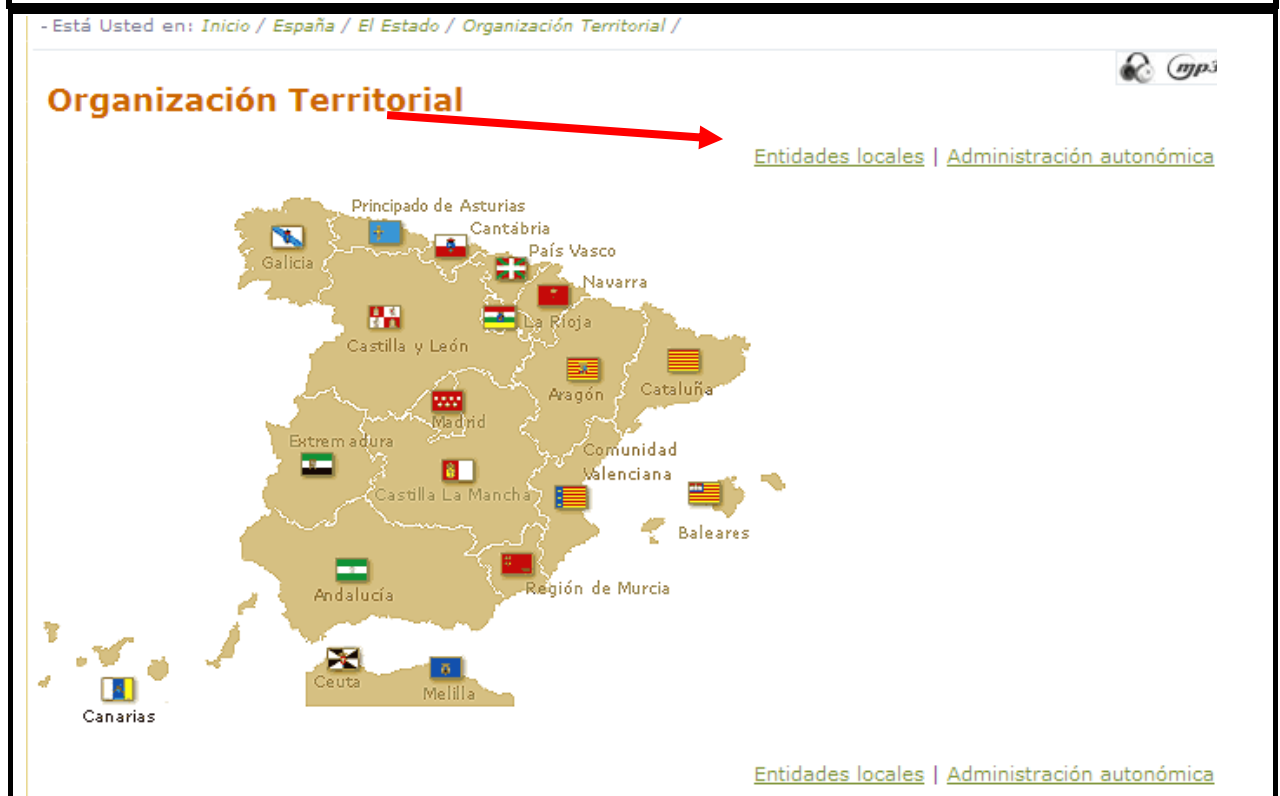 - Está Usted en: Inicio / España / El Estado / Organización Territorial /
mp3
Organización Territorial
Entidades locales | Administración autonómica
Principado de Asturias
Cantábria
País Vasco
Galicia
Navarra
La Rioja
Castilla y León
Aragón
Cataluña
Madrid
Extremadura
Comunidad
Valenciana
Castilla La Mancha
Baleares
Andalucía
Región de Murcia
Ceuta
Melilla
Canarias
Entidades locales | Administración autonómica